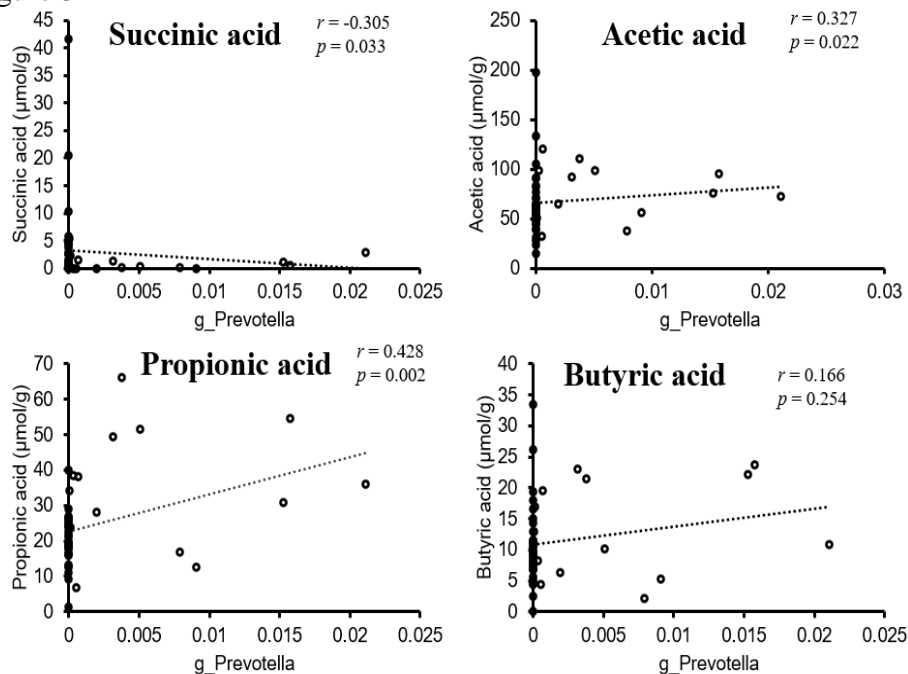 Succinic acid
r = -0.305
p = 0.033
Succinic acid (µmol/g)
45
40
35
30
25
20
15
10
5
0
0 0.005 0.01 0.015 0.02 0.025
g_Prevotella
Acetic acid
r = 0.327
p = 0.022
Acetic acid (µmol/g)
250
200
150
100
50
0
0 0.01 0.02 0.03
g_Prevotella
Propionic acid
r = 0.428
p = 0.002
Propionic acid (µmol/g)
70
60
50
40
30
20
10
0
0 0.005 0.01 0.015 0.02 0.025
g_Prevotella
Butyric acid
r = 0.166
p = 0.254
Butyric acid (µmol/g)
40
35
30
25
20
15
10
5
0
0 0.005 0.01 0.015 0.02 0.025
g_Prevotella